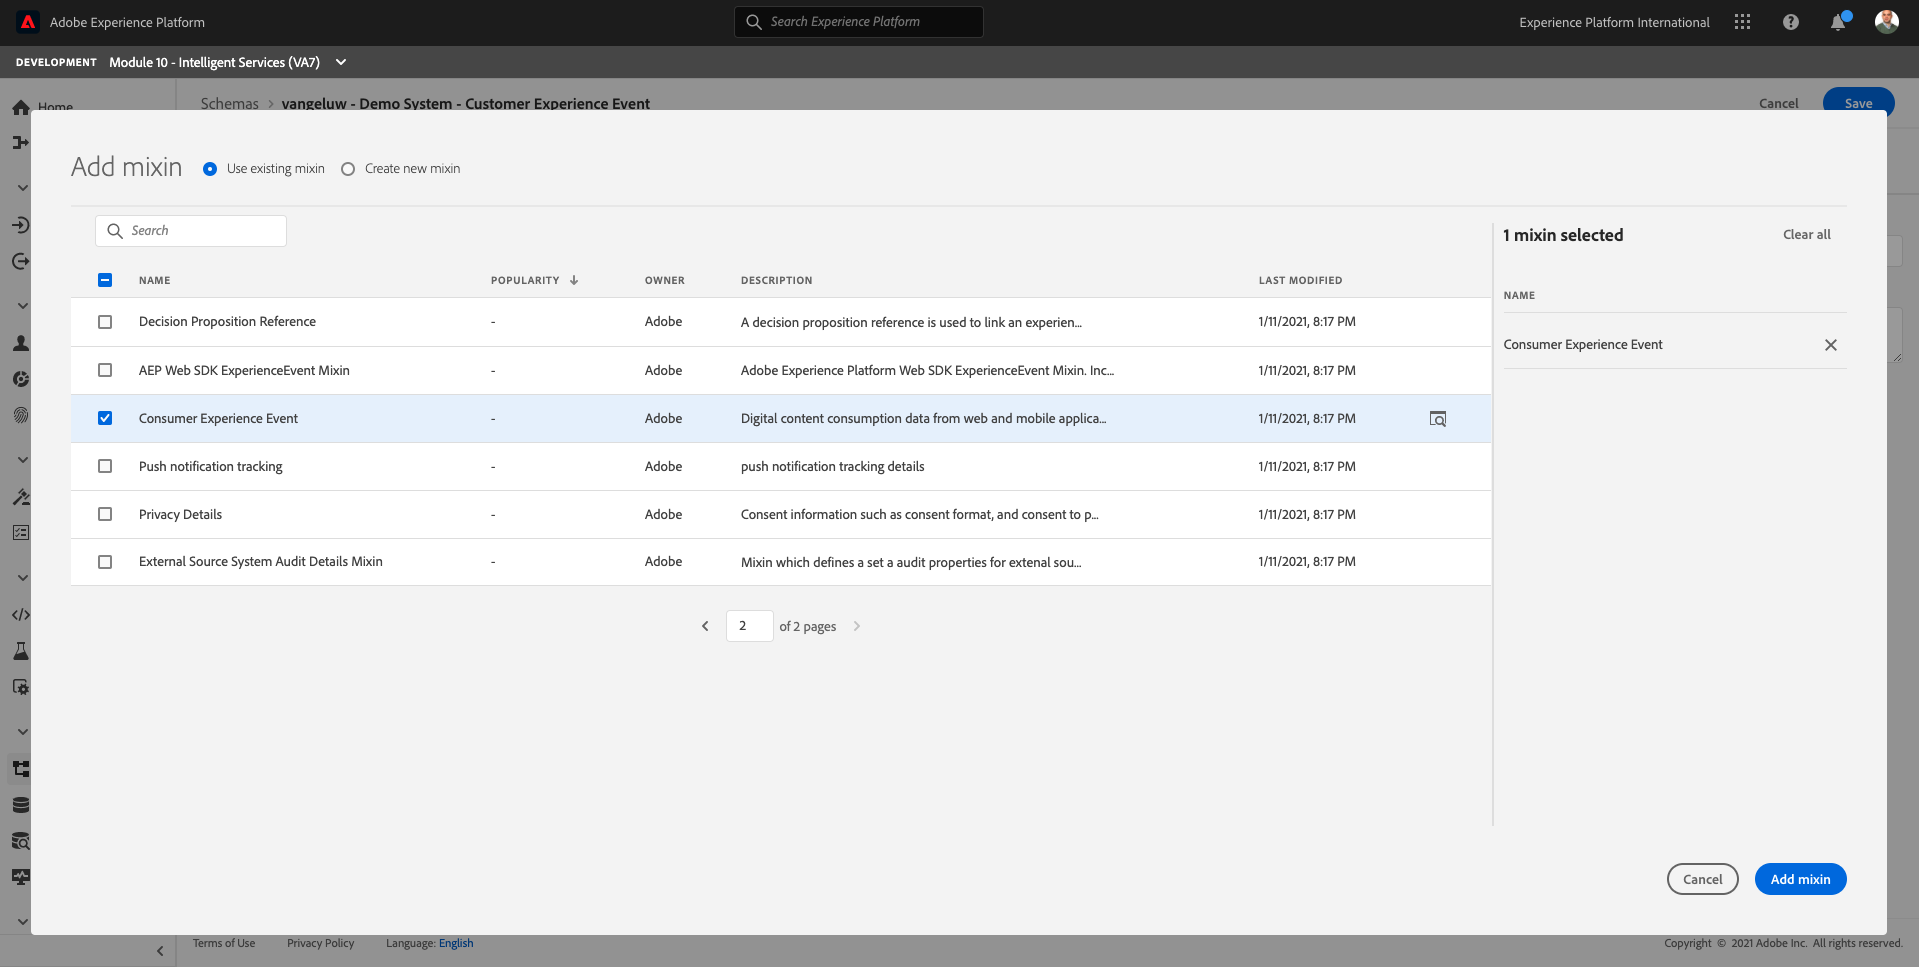 Adobe Experience Platform
Search Experience Platform
Experience Platform International
DEVELOPMENT Module 10 - Intelligent Services (VA7)
Home
Schemas > vangeluw - Demo System - Customer Experience Event
Cancel
Save
Add mixin
Use existing mixin
Create new mixin
Search
1 mixin selected
Clear all
NAME POPULARITY OWNER DESCRIPTION LAST MODIFIED
NAME
Decision Proposition Reference - Adobe A decision proposition reference is used to link an experien... 1/11/2021, 8:17 PM
Consumer Experience Event
AEP Web SDK ExperienceEvent Mixin - Adobe Adobe Experience Platform Web SDK ExperienceEvent Mixin. Inc... 1/11/2021, 8:17 PM
Consumer Experience Event - Adobe Digital content consumption data from web and mobile applica... 1/11/2021, 8:17 PM
Push notification tracking - Adobe push notification tracking details 1/11/2021, 8:17 PM
Privacy Details - Adobe Consent information such as consent format, and consent to p... 1/11/2021, 8:17 PM
External Source System Audit Details Mixin - Adobe Mixin which defines a set a audit properties for extenal sou... 1/11/2021, 8:17 PM
2 of 2 pages
Cancel
Add mixin
Terms of Use Privacy Policy Language: English
Copyright © 2021 Adobe Inc. All rights reserved.